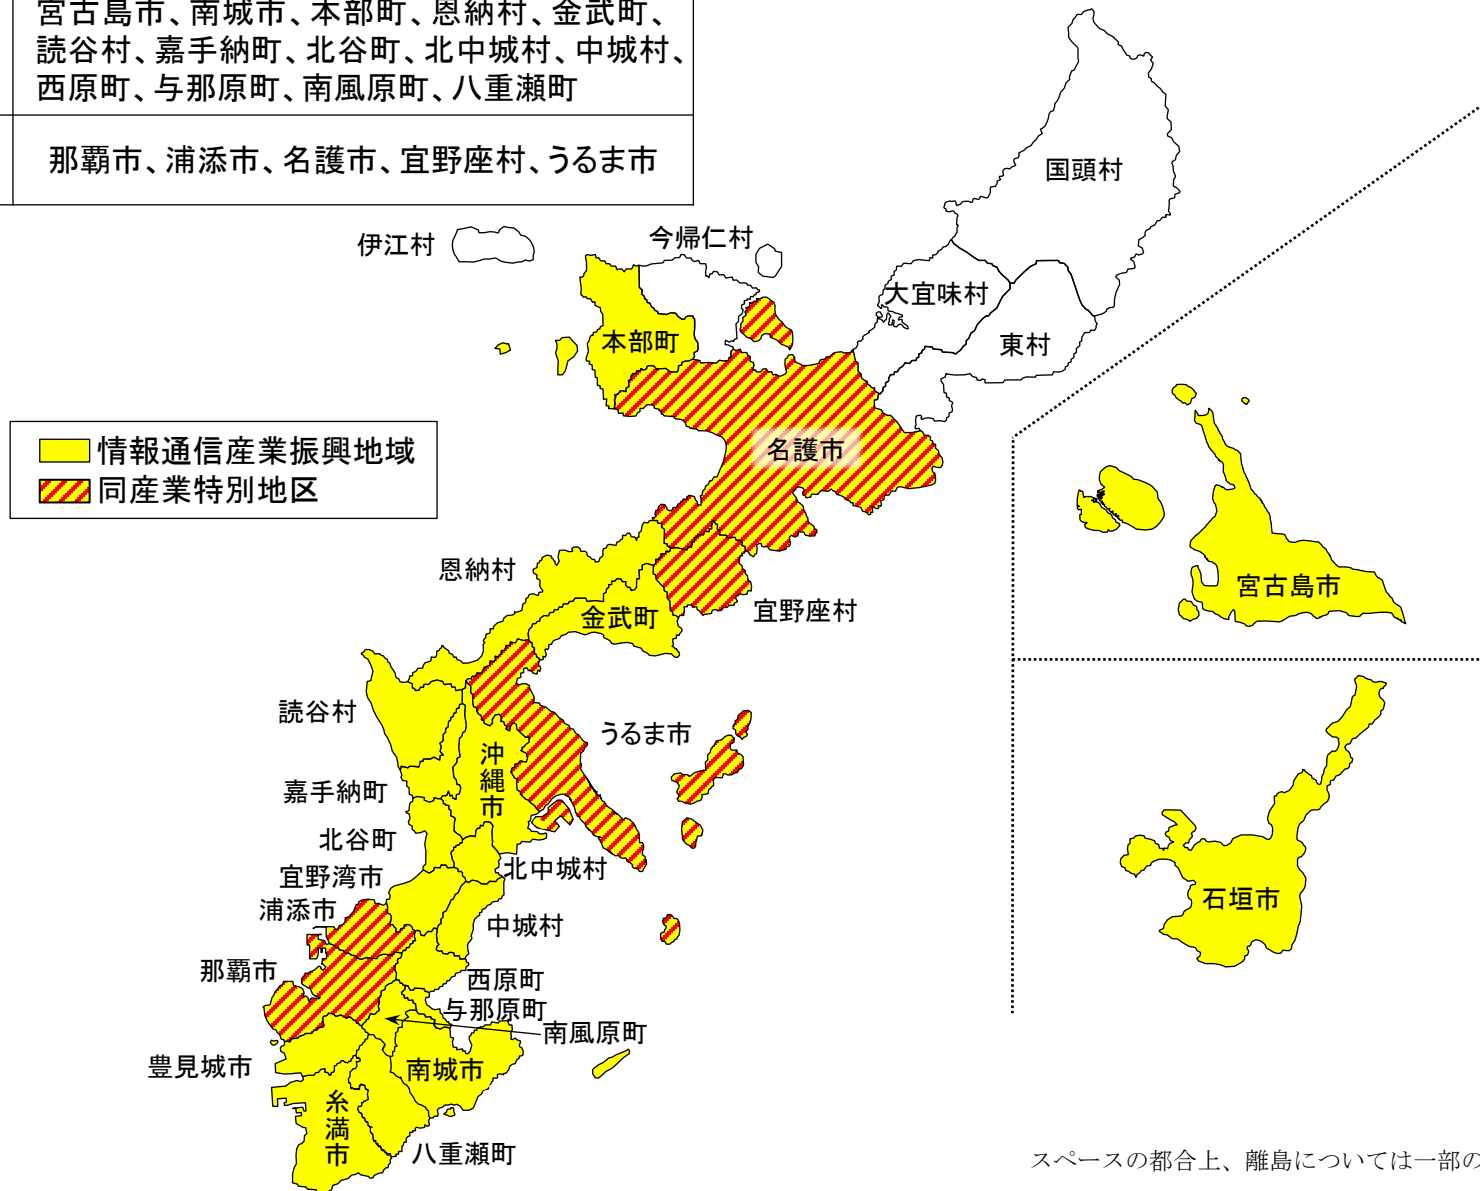 宮古島市、南城市、本部町、恩納村、金武町、
読谷村、嘉手納町、北谷町、北中城村、中城村、
西原町、与那原町、南風原町、八重瀬町
那覇市、浦添市、名護市、宜野座村、うるま市
国頭村
伊江村
今帰仁村
大宜味村
本部町
東村
情報通信産業振興地域
同産業特別地区
名護市
恩納村
宮古島市
金武町
宜野座村
読谷村
うるま市
沖縄市
嘉手納町
北谷町
北中城村
宜野湾市
石垣市
浦添市
中城村
那覇市
西原町
与那原町
南風原町
豊見城市
南城市
糸満市
八重瀬町
スペースの都合上、離島については一部の